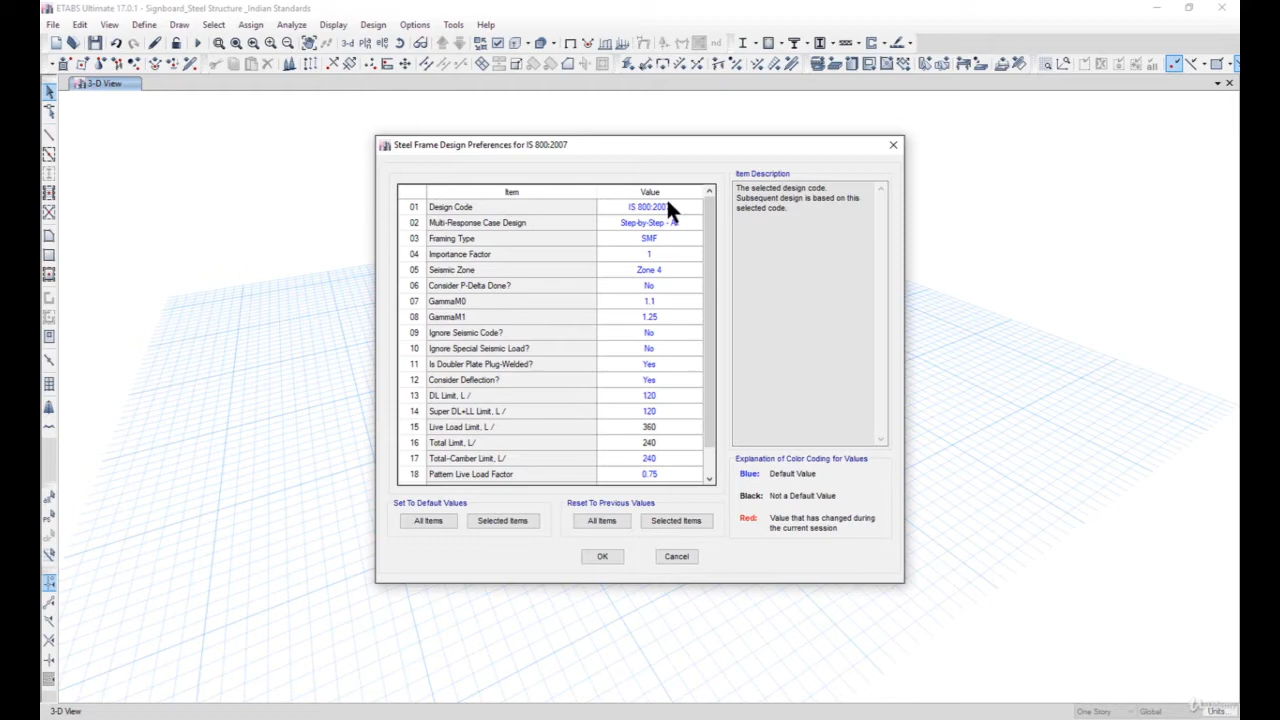 ETABS Ultimate 17.0.1 - Signboard_Steel Structure _Indian Standards
File Edit View Define Draw Select Assign Analyze Display Design Options Tools Help
3-d
nd
3-D View
all
Steel Frame Design Preferences for IS 800:2007
Item Value
01 Design Code IS 800:2007
02 Multi-Response Case Design Step-by-Step -
03 Framing Type SMF
04 Importance Factor 1
05 Seismic Zone Zone 4
06 Consider P-Delta Done? No
07 GammaM0 1.1
08 GammaM1 1.25
09 Ignore Seismic Code? No
10 Ignore Special Seismic Load? No
11 Is Doubler Plate Plug-Welded? Yes
12 Consider Deflection? Yes
13 DL Limit, L / 120
14 Super DL+LL Limit, L / 120
15 Live Load Limit, L / 360
16 Total Limit, L/ 240
17 Total-Camber Limit, L/ 240
18 Pattern Live Load Factor 0.75
Item Description
The selected design code.
Subsequent design is based on this
selected code.
Explanation of Color Coding for Values
Blue: Default Value
Black: Not a Default Value
Red: Value that has changed during
the current session
Set To Default Values
All Items Selected Items
Reset To Previous Values
All Items Selected Items
OK Cancel
3-D View
One Story Global Units...